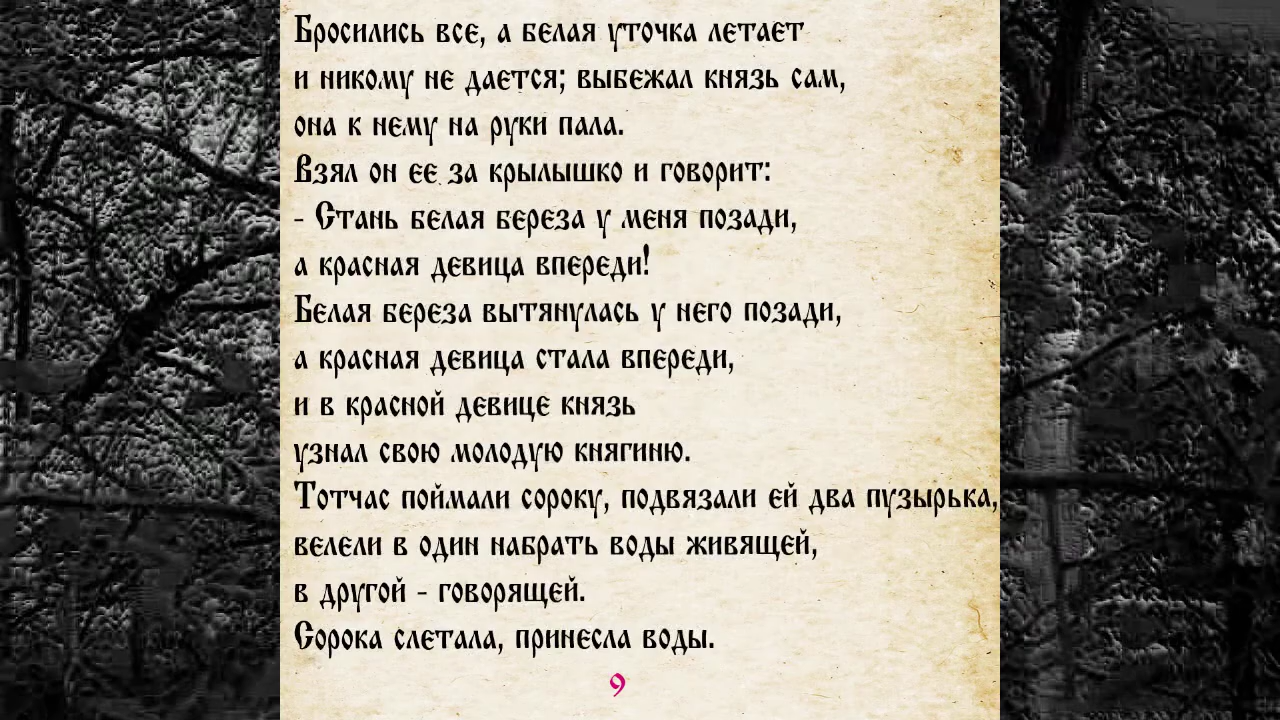 Бросились все, а белая уточка летает
и никому не дается; выбежал князь сам,
она к нему на руки пала.
Взял он ее за крылышко и говорит:
- Стань белая береза у меня позади,
а красная девица впереди!
Белая береза вытянулась у него позади,
а красная девица стала впереди,
и в красной девице князь
узнал свою молодую княгиню.
Тотчас поймали сороку, подвязали ей два пузырька,
велели в один набрать воды живящей,
в другой - говорящей.
Сорока слетала, принесла воды.
9